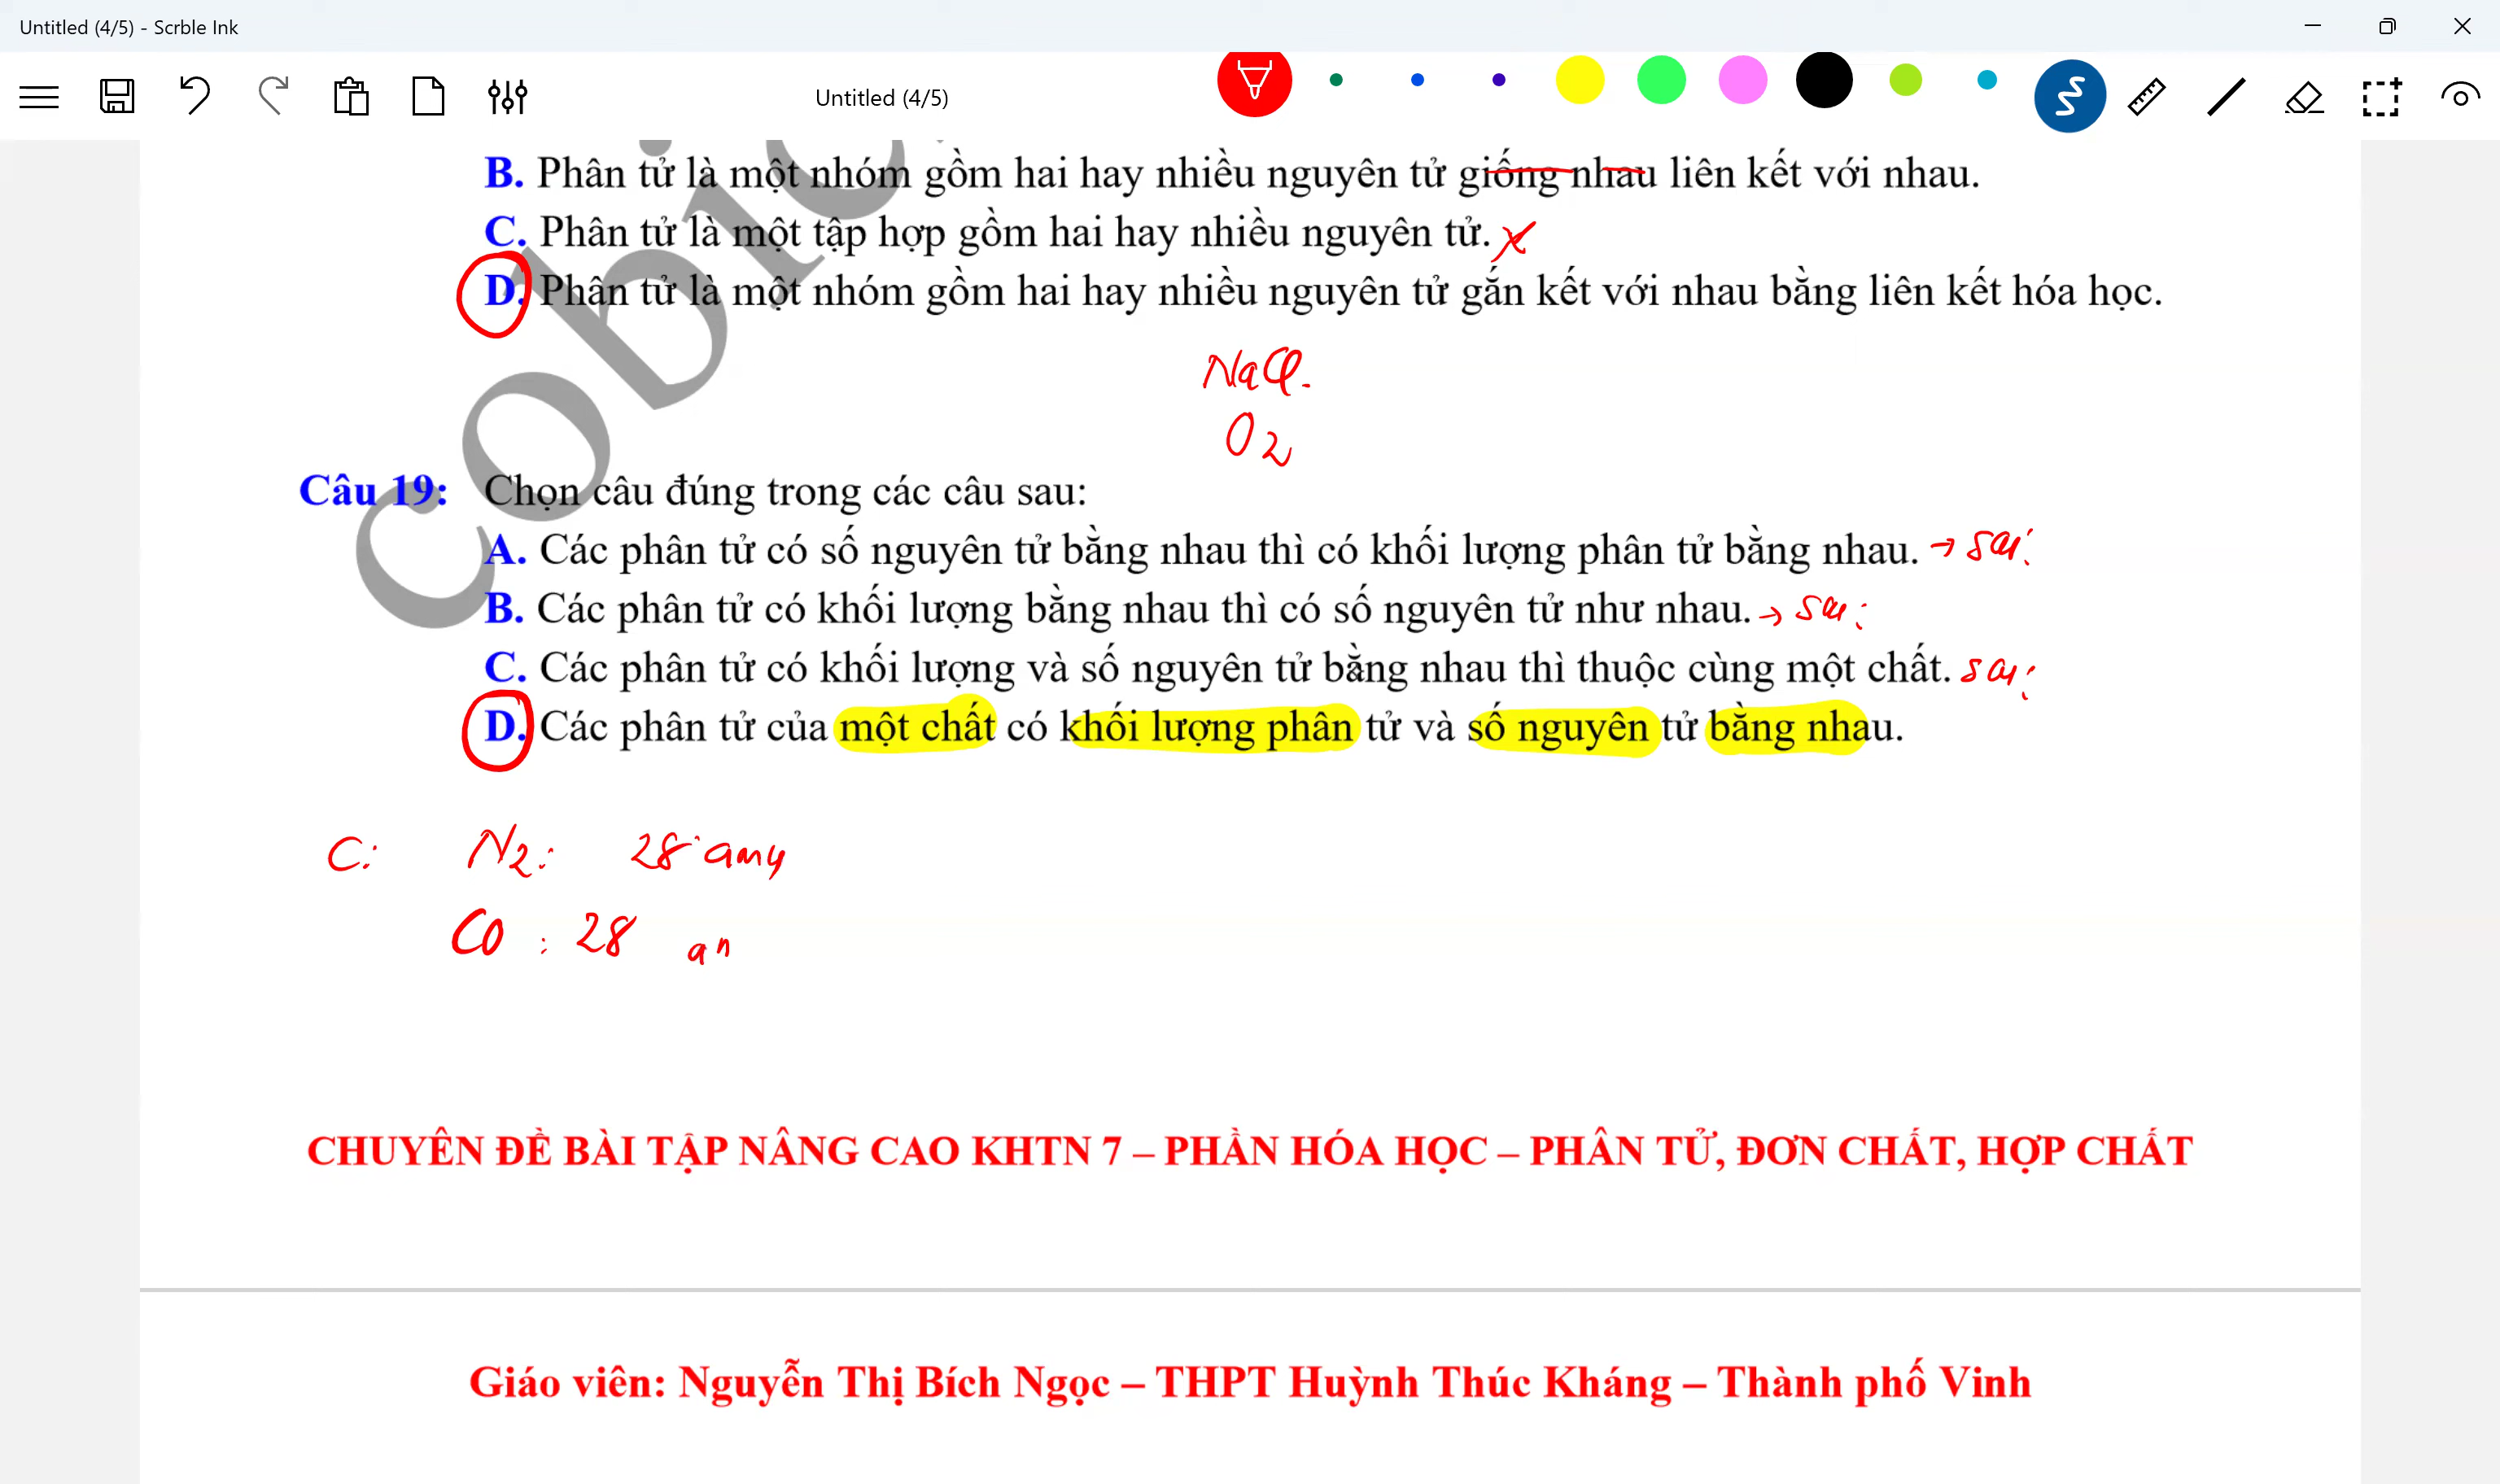 Untitled (4/5) - Scrble Ink
Untitled (4/5)
B. Phân tử là một nhóm gồm hai hay nhiều nguyên tử giống nhau liên kết với nhau.
C. Phân tử là một tập hợp gồm hai hay nhiều nguyên tử. x
D. Phân tử là một nhóm gồm hai hay nhiều nguyên tử gắn kết với nhau bằng liên kết hóa học.
NaCl.
O2
Câu 19: Chọn câu đúng trong các câu sau:
A. Các phân tử có số nguyên tử bằng nhau thì có khối lượng phân tử bằng nhau. → sai
B. Các phân tử có khối lượng bằng nhau thì có số nguyên tử như nhau. → sai
C. Các phân tử có khối lượng và số nguyên tử bằng nhau thì thuộc cùng một chất. sai
D. Các phân tử của một chất có khối lượng phân tử và số nguyên tử bằng nhau.
C: N2: 28 amu
CO : 28 am
CHUYÊN ĐỀ BÀI TẬP NÂNG CAO KHTN 7 – PHẦN HÓA HỌC – PHÂN TỬ, ĐƠN CHẤT, HỢP CHẤT
Giáo viên: Nguyễn Thị Bích Ngọc – THPT Huỳnh Thúc Kháng – Thành phố Vinh